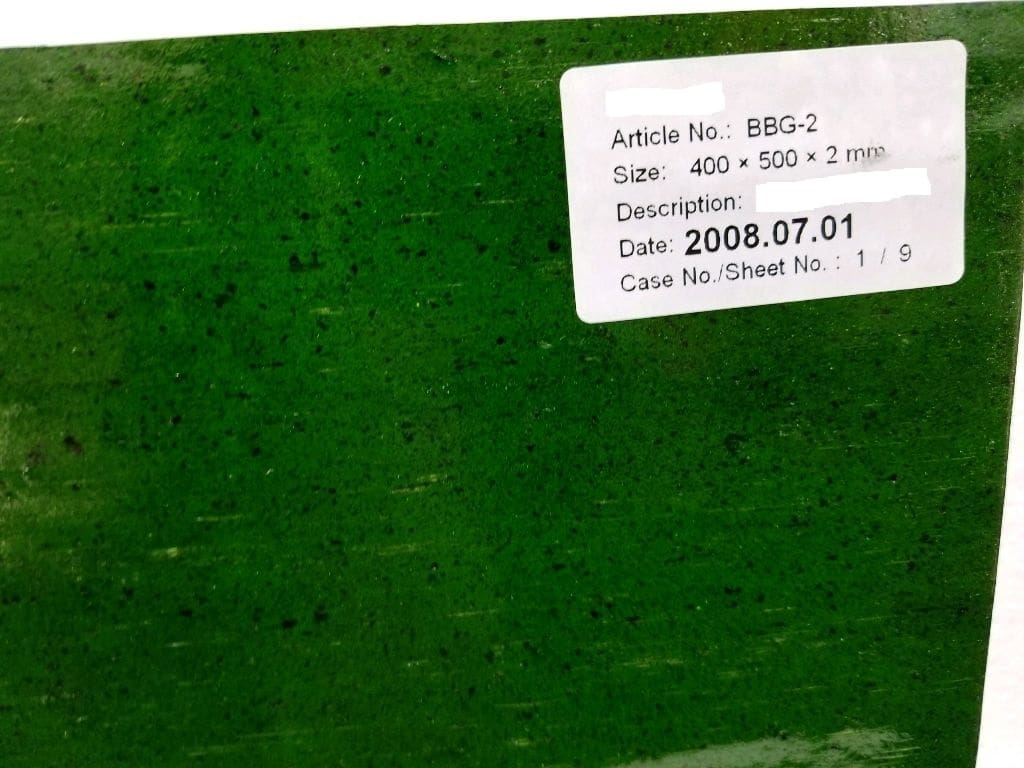 Article No.: BBG-2
Size: 400 × 500 × 2 mm
Description:
Date: 2008.07.01
Case No./Sheet No. : 1 / 9